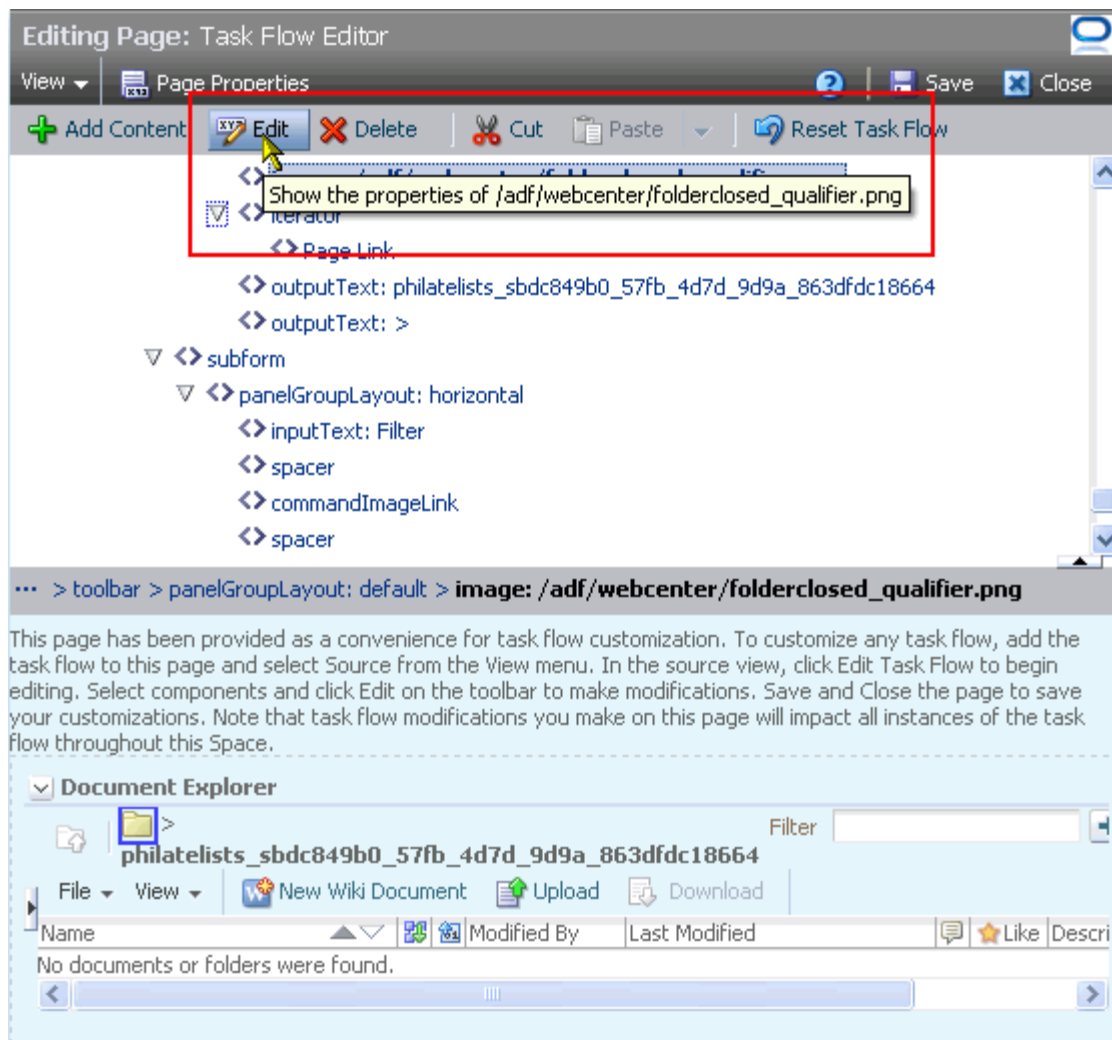 Editing Page: Task Flow Editor
View Page Properties Save Close
Add Content Edit Delete Cut Paste Reset Task Flow
Show the properties of /adf/webcenter/folderclosed_qualifier.png
iterator
Page Link
outputText: philatelists_sbdc849b0_57fb_4d7d_9d9a_863dfdc18664
outputText: >
subform
panelGroupLayout: horizontal
inputText: Filter
spacer
commandImageLink
spacer
... > toolbar > panelGroupLayout: default > image: /adf/webcenter/folderclosed_qualifier.png
This page has been provided as a convenience for task flow customization. To customize any task flow, add the
task flow to this page and select Source from the View menu. In the source view, click Edit Task Flow to begin
editing. Select components and click Edit on the toolbar to make modifications. Save and Close the page to save
your customizations. Note that task flow modifications you make on this page will impact all instances of the task
flow throughout this Space.
Document Explorer
> Filter
philatelists_sbdc849b0_57fb_4d7d_9d9a_863dfdc18664
File View New Wiki Document Upload Download
Name Modified By Last Modified Like Descri
No documents or folders were found.